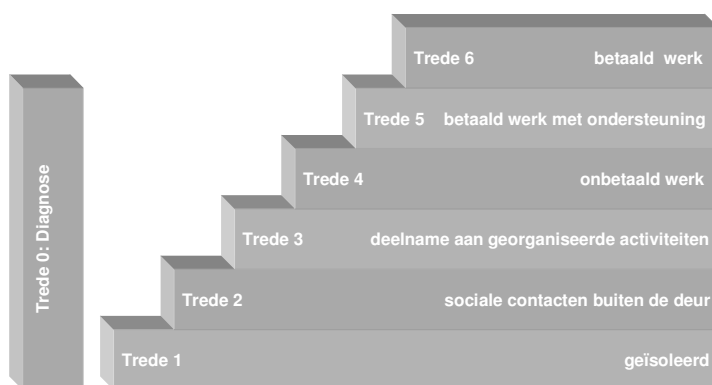 Trede 6 betaald werk
Trede 5 betaald werk met ondersteuning
Trede 4 onbetaald werk
Trede 3 deelname aan georganiseerde activiteiten
Trede 2 sociale contacten buiten de deur
Trede 1 geïsoleerd
Trede 0: Diagnose